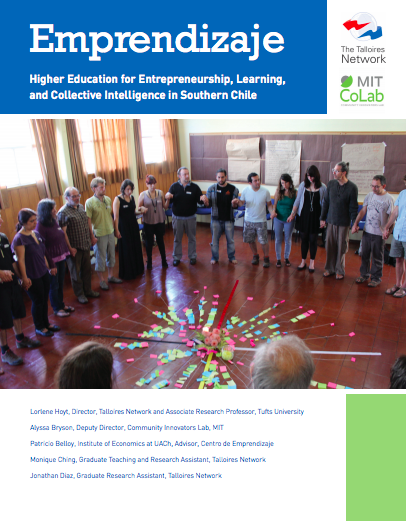 Emprendizaje
Higher Education for Entrepreneurship, Learning,
and Collective Intelligence in Southern Chile
The Talloires
Network
MIT
CoLab
Lorlene Hoyt, Director, Talloires Network and Associate Research Professor, Tufts University
Alyssa Bryson, Deputy Director, Community Innovators Lab, MIT
Patricio Belloy, Institute of Economics at UACh, Advisor, Centro de Emprendizaje
Monique Ching, Graduate Teaching and Research Assistant, Talloires Network
Jonathan Diaz, Graduate Research Assistant, Talloires Network